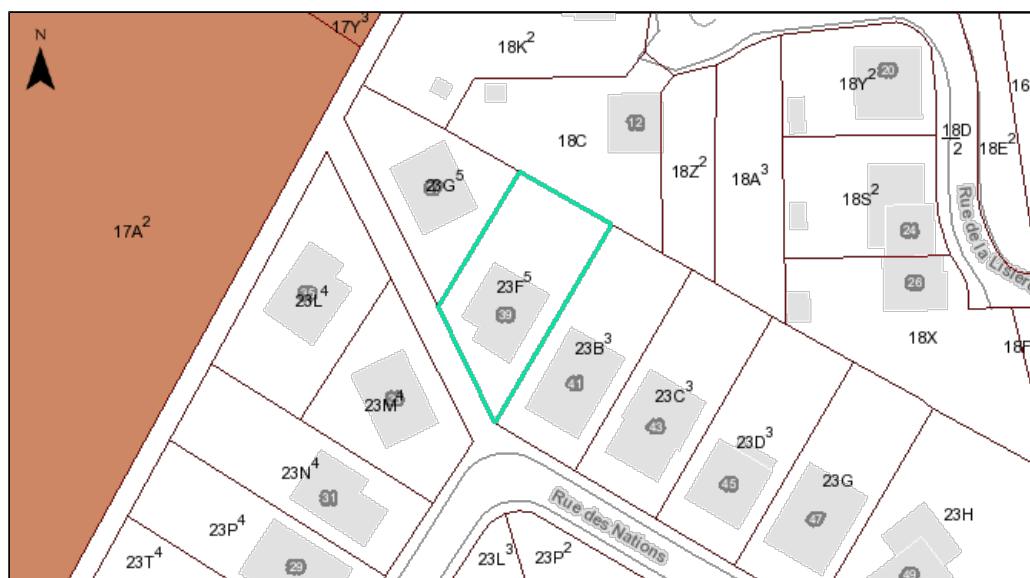 17Y³
N
18K²
20
18Y²
16
12
18C
18D
2
18E²
18Z²
18A³
23G⁵
18S²
17A²
24
Rue de la Lisière
23F⁵
26
23L⁴
39
18X
18F
23B³
41
23C³
23M⁴
43
23D³
23N⁴
45
23G
31
Rue des Nations
47
23H
23P⁴
23L³
23P²
23T⁴
29
49